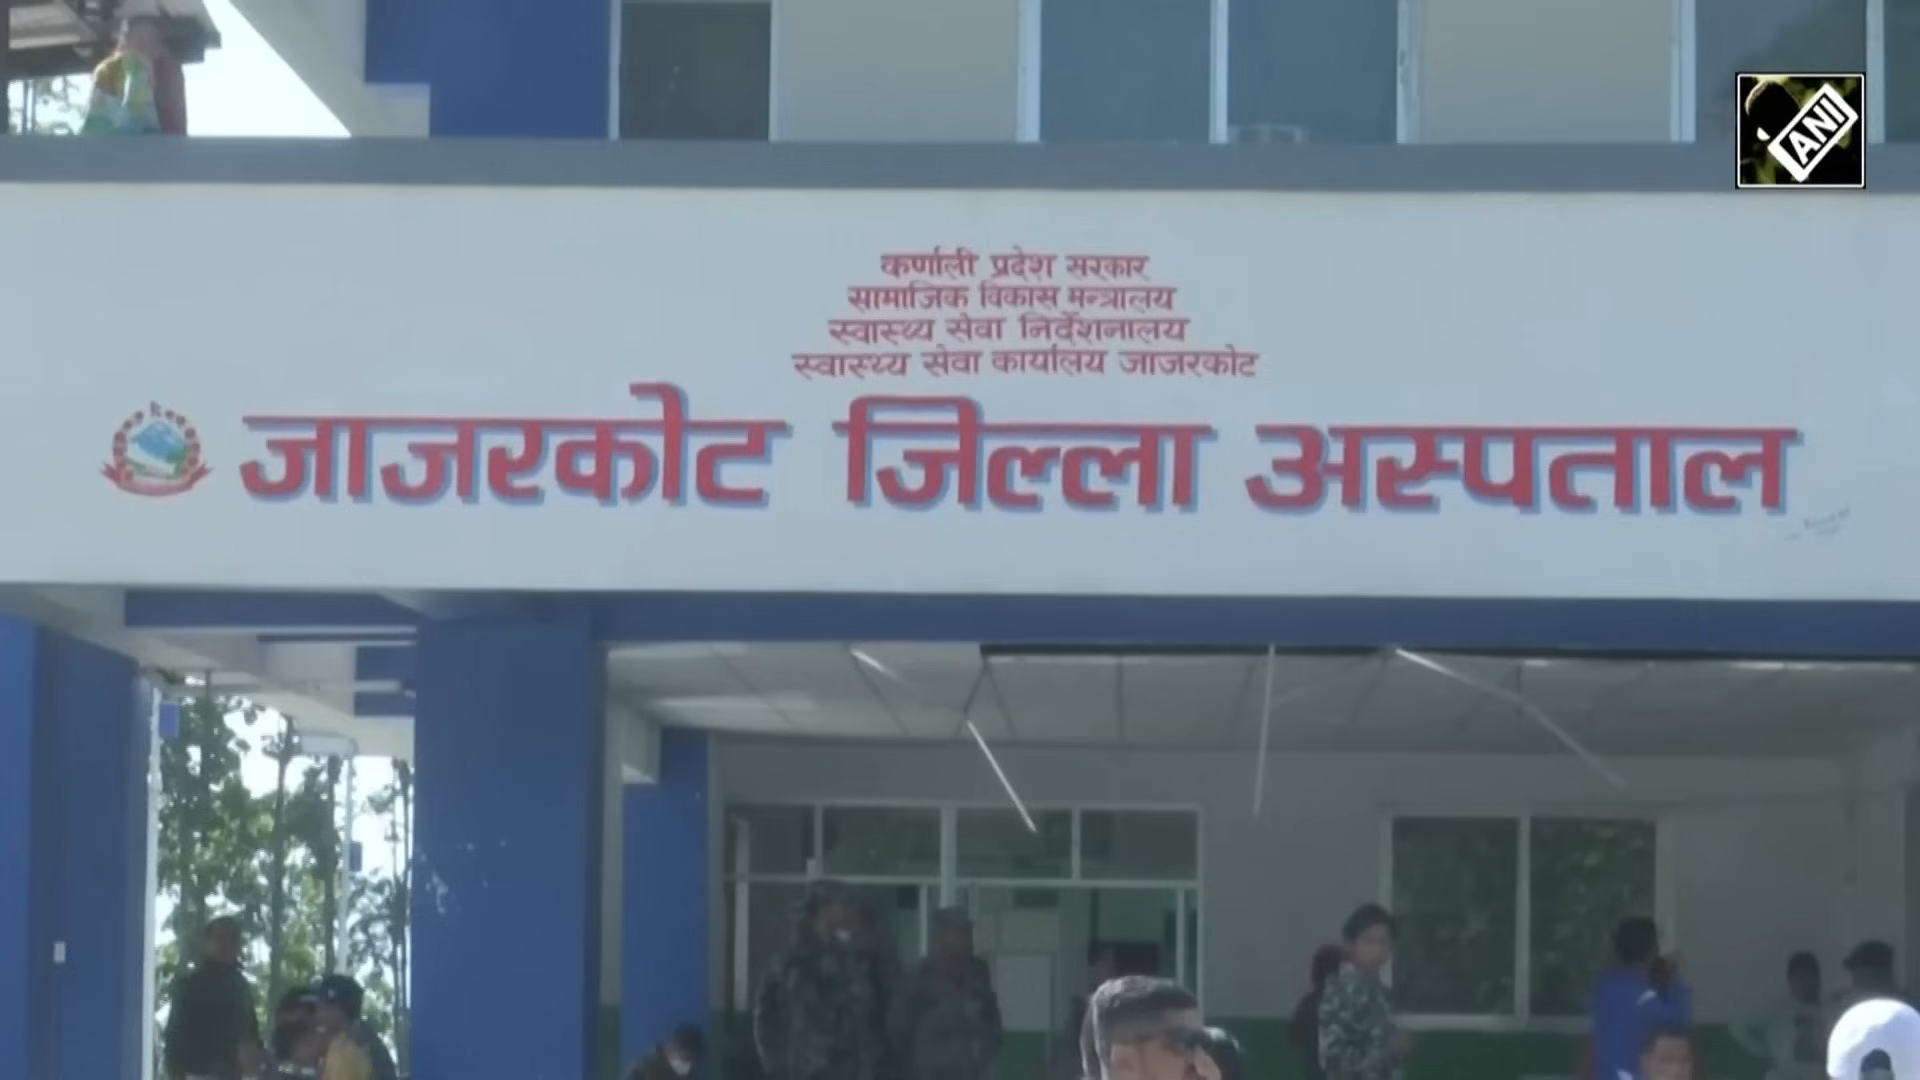 ANI
कर्णाली प्रदेश सरकार
सामाजिक विकास मन्त्रालय
स्वास्थ्य सेवा निर्देशनालय
स्वास्थ्य सेवा कार्यालय जाजरकोट
जाजरकोट जिल्ला अस्पताल